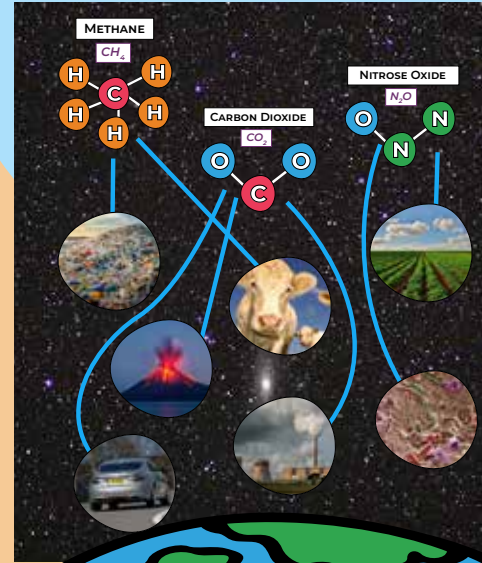 METHANE
CH₄
H
H
C
H
H
H
CARBON DIOXIDE
CO₂
O
O
C
NITROSE OXIDE
N₂O
O
N
N